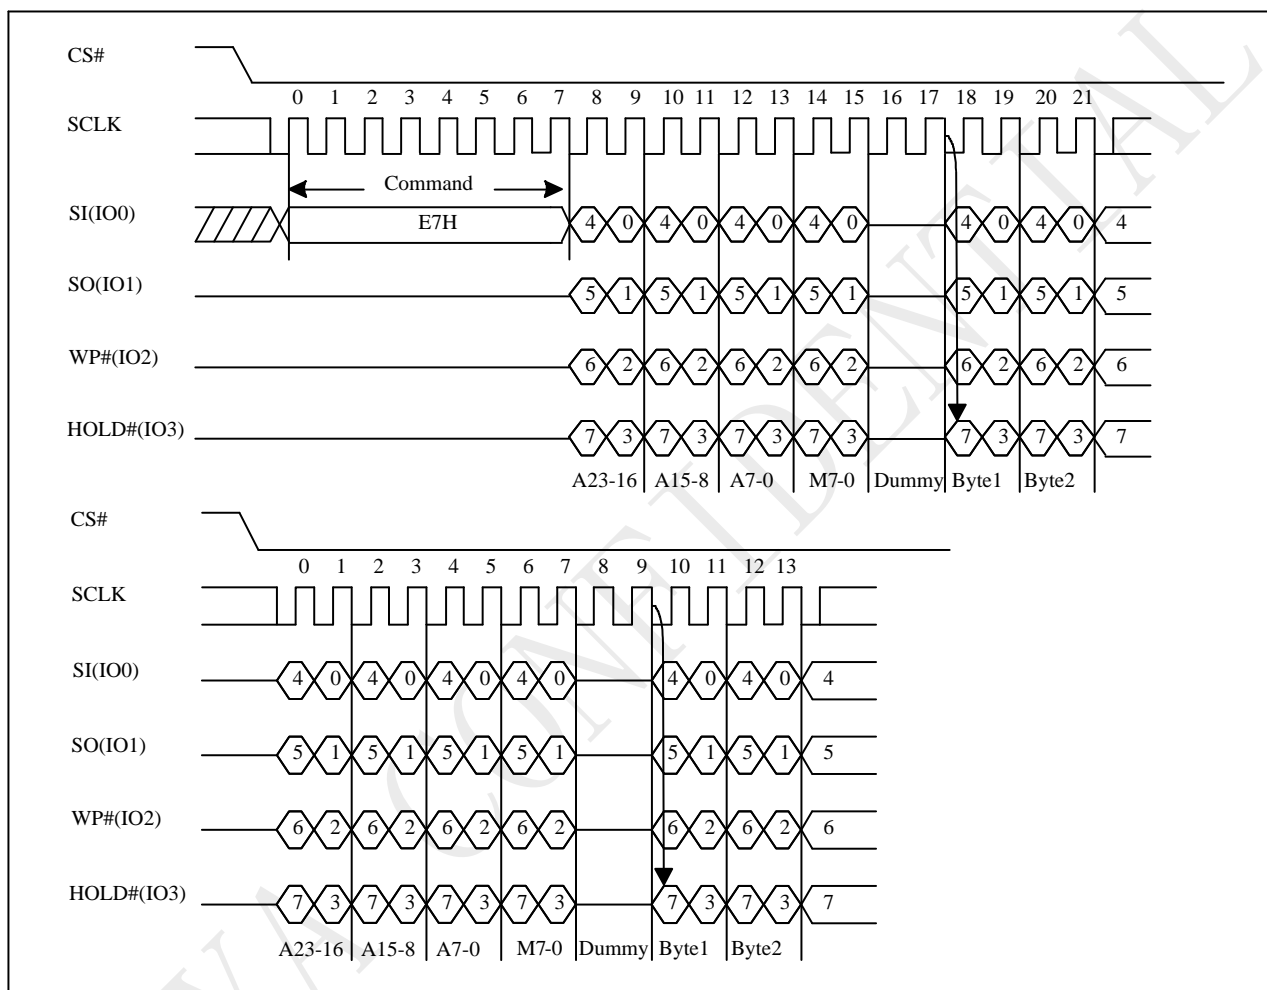 CS#
0 1 2 3 4 5 6 7 8 9 10 11 12 13 14 15 16 17 18 19 20 21
SCLK
Command
SI(IO0) E7H 4 0 4 0 4 0 4 0 4 0 4 0 4
SO(IO1) 5 1 5 1 5 1 5 1 5 1 5 1 5
WP#(IO2) 6 2 6 2 6 2 6 2 6 2 6 2 6
HOLD#(IO3) 7 3 7 3 7 3 7 3 7 3 7 3 7
A23-16 A15-8 A7-0 M7-0 Dummy Byte1 Byte2
CS#
0 1 2 3 4 5 6 7 8 9 10 11 12 13
SCLK
SI(IO0) 4 0 4 0 4 0 4 0 4 0 4 0 4
SO(IO1) 5 1 5 1 5 1 5 1 5 1 5 1 5
WP#(IO2) 6 2 6 2 6 2 6 2 6 2 6 2 6
HOLD#(IO3) 7 3 7 3 7 3 7 3 7 3 7 3 7
A23-16 A15-8 A7-0 M7-0 Dummy Byte1 Byte2
VA CONFIDENTIAL